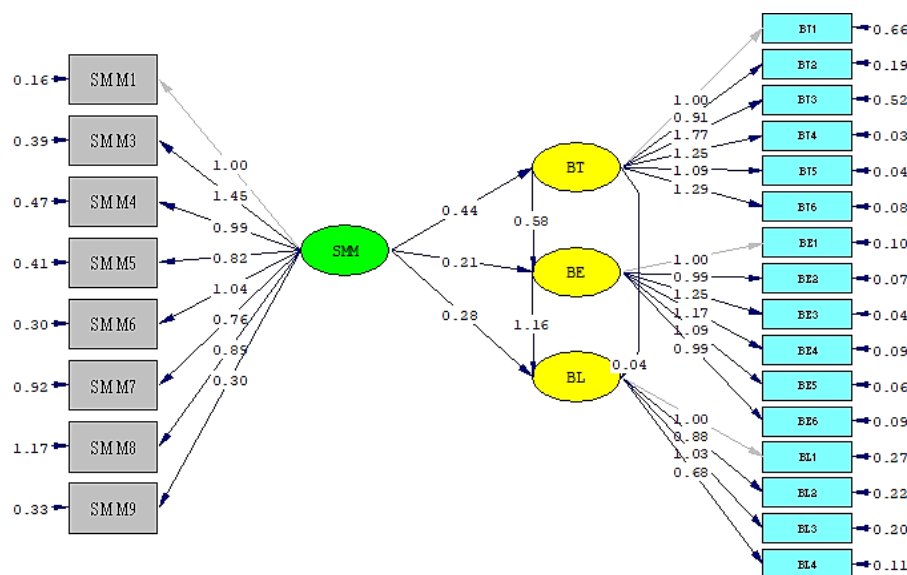 0.16
SMM1
0.39
SMM3
0.47
SMM4
0.41
SMM5
0.30
SMM6
0.92
SMM7
1.17
SMM8
0.33
SMM9
1.00
1.45
0.99
0.82
1.04
0.76
0.89
0.30
SMM
0.44
0.21
0.28
BT
0.58
BE
1.16
BL
0.04
1.00
0.91
1.77
1.25
1.09
1.29
1.00
0.99
1.25
1.17
1.09
0.99
1.00
0.88
1.03
0.68
BT1
0.66
BT2
0.19
BT3
0.52
BT4
0.03
BT5
0.04
BT6
0.08
BE1
0.10
BE2
0.07
BE3
0.04
BE4
0.09
BE5
0.06
BE6
0.09
BL1
0.27
BL2
0.22
BL3
0.20
BL4
0.11